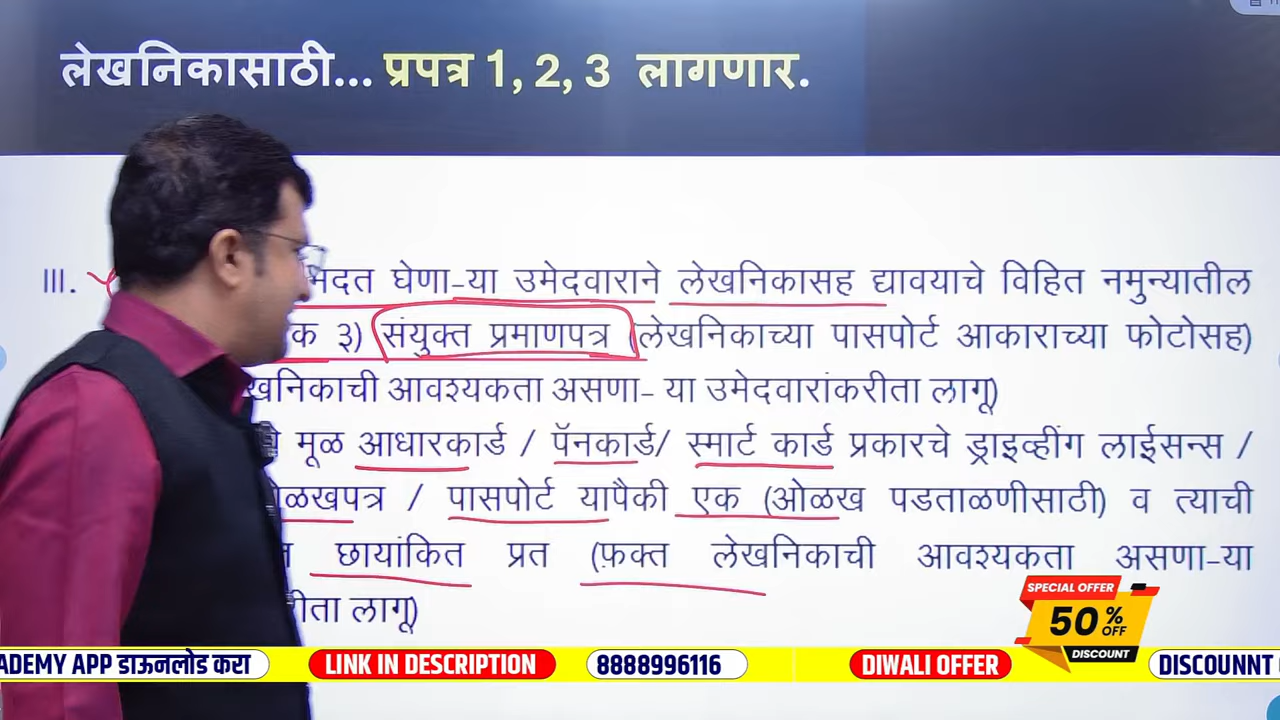 लेखनिकासाठी... प्रपत्र 1, 2, 3 लागणार.
III. मदत घेणा-या उमेदवाराने लेखनिकासह द्यावयाचे विहित नमुन्यातील
क ३) संयुक्त प्रमाणपत्र (लेखनिकाच्या पासपोर्ट आकाराच्या फोटोसह)
खनिकाची आवश्यकता असणा- या उमेदवारांकरीता लागू)
मूळ आधारकार्ड / पॅनकार्ड/ स्मार्ट कार्ड प्रकारचे ड्राइव्हींग लाईसन्स /
ळखपत्र / पासपोर्ट यापैकी एक (ओळख पडताळणीसाठी) व त्याची
त छायांकित प्रत (फ़क्त लेखनिकाची आवश्यकता असणा-या
रीता लागू)
SPECIAL OFFER
50% OFF
DISCOUNT
ADEMY APP डाऊनलोड करा LINK IN DESCRIPTION 8888996116 DIWALI OFFER DISCOUNNT